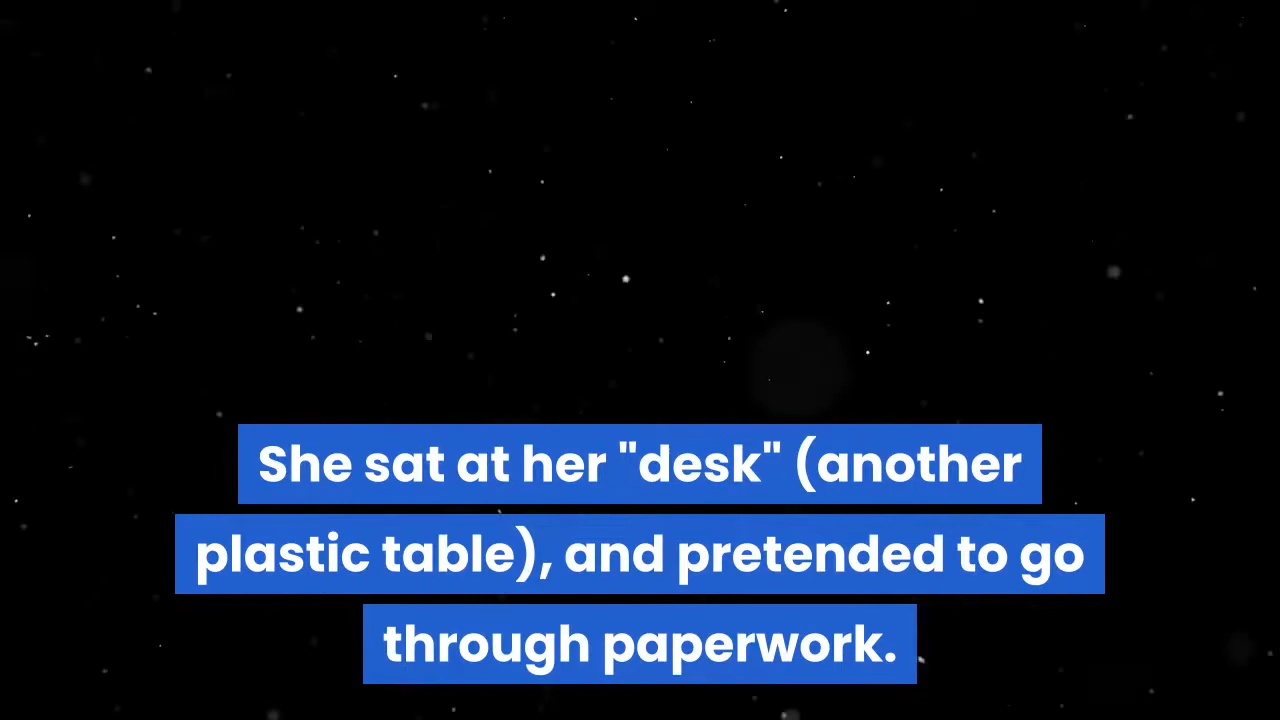 She sat at her "desk" (another
plastic table), and pretended to go
through paperwork.